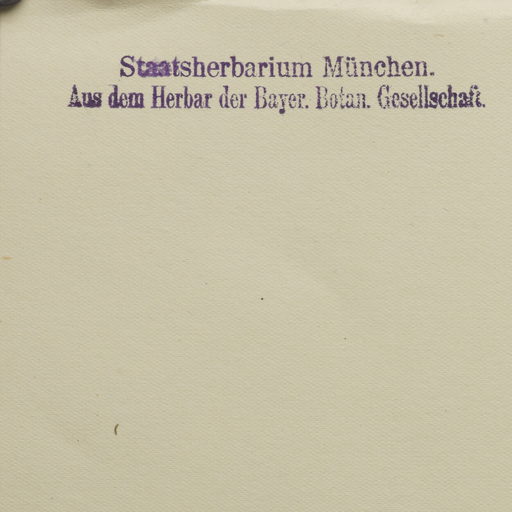 Staatsherbarium München.
Aus dem Herbar der Bayer. Botan. Gesellschaft.